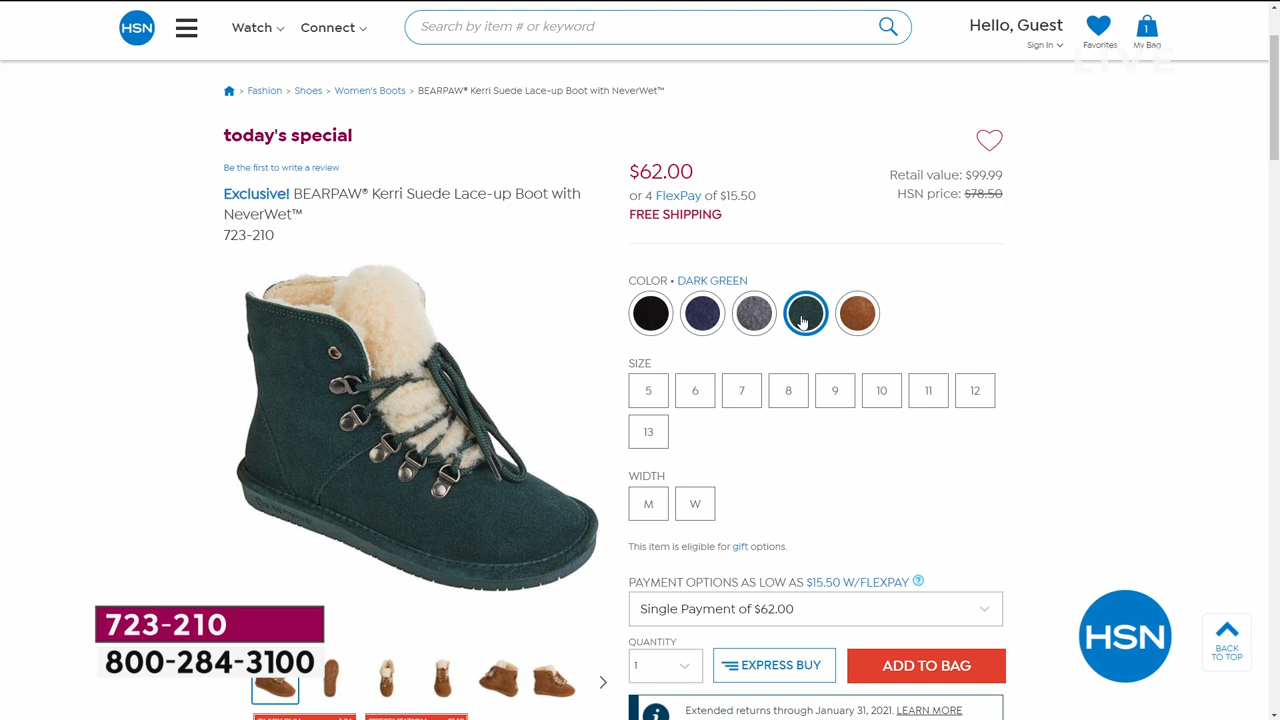 HSN
Watch
Connect
Search by item # or keyword
Hello, Guest
Sign In
Favorites
1
My Bag
LIVE
Fashion > Shoes > Women's Boots > BEARPAW® Kerri Suede Lace-up Boot with NeverWet™
today's special
Be the first to write a review
Exclusive! BEARPAW® Kerri Suede Lace-up Boot with
NeverWet™
723-210
$62.00
or 4 FlexPay of $15.50
FREE SHIPPING
Retail value: $99.99
HSN price: $78.50
COLOR • DARK GREEN
SIZE
5 6 7 8 9 10 11 12
13
WIDTH
M W
This item is eligible for gift options.
PAYMENT OPTIONS AS LOW AS $15.50 W/FLEXPAY ?
Single Payment of $62.00
QUANTITY
1
EXPRESS BUY
ADD TO BAG
Extended returns through January 31, 2021. LEARN MORE
723-210
800-284-3100
HSN
BACK
TO TOP